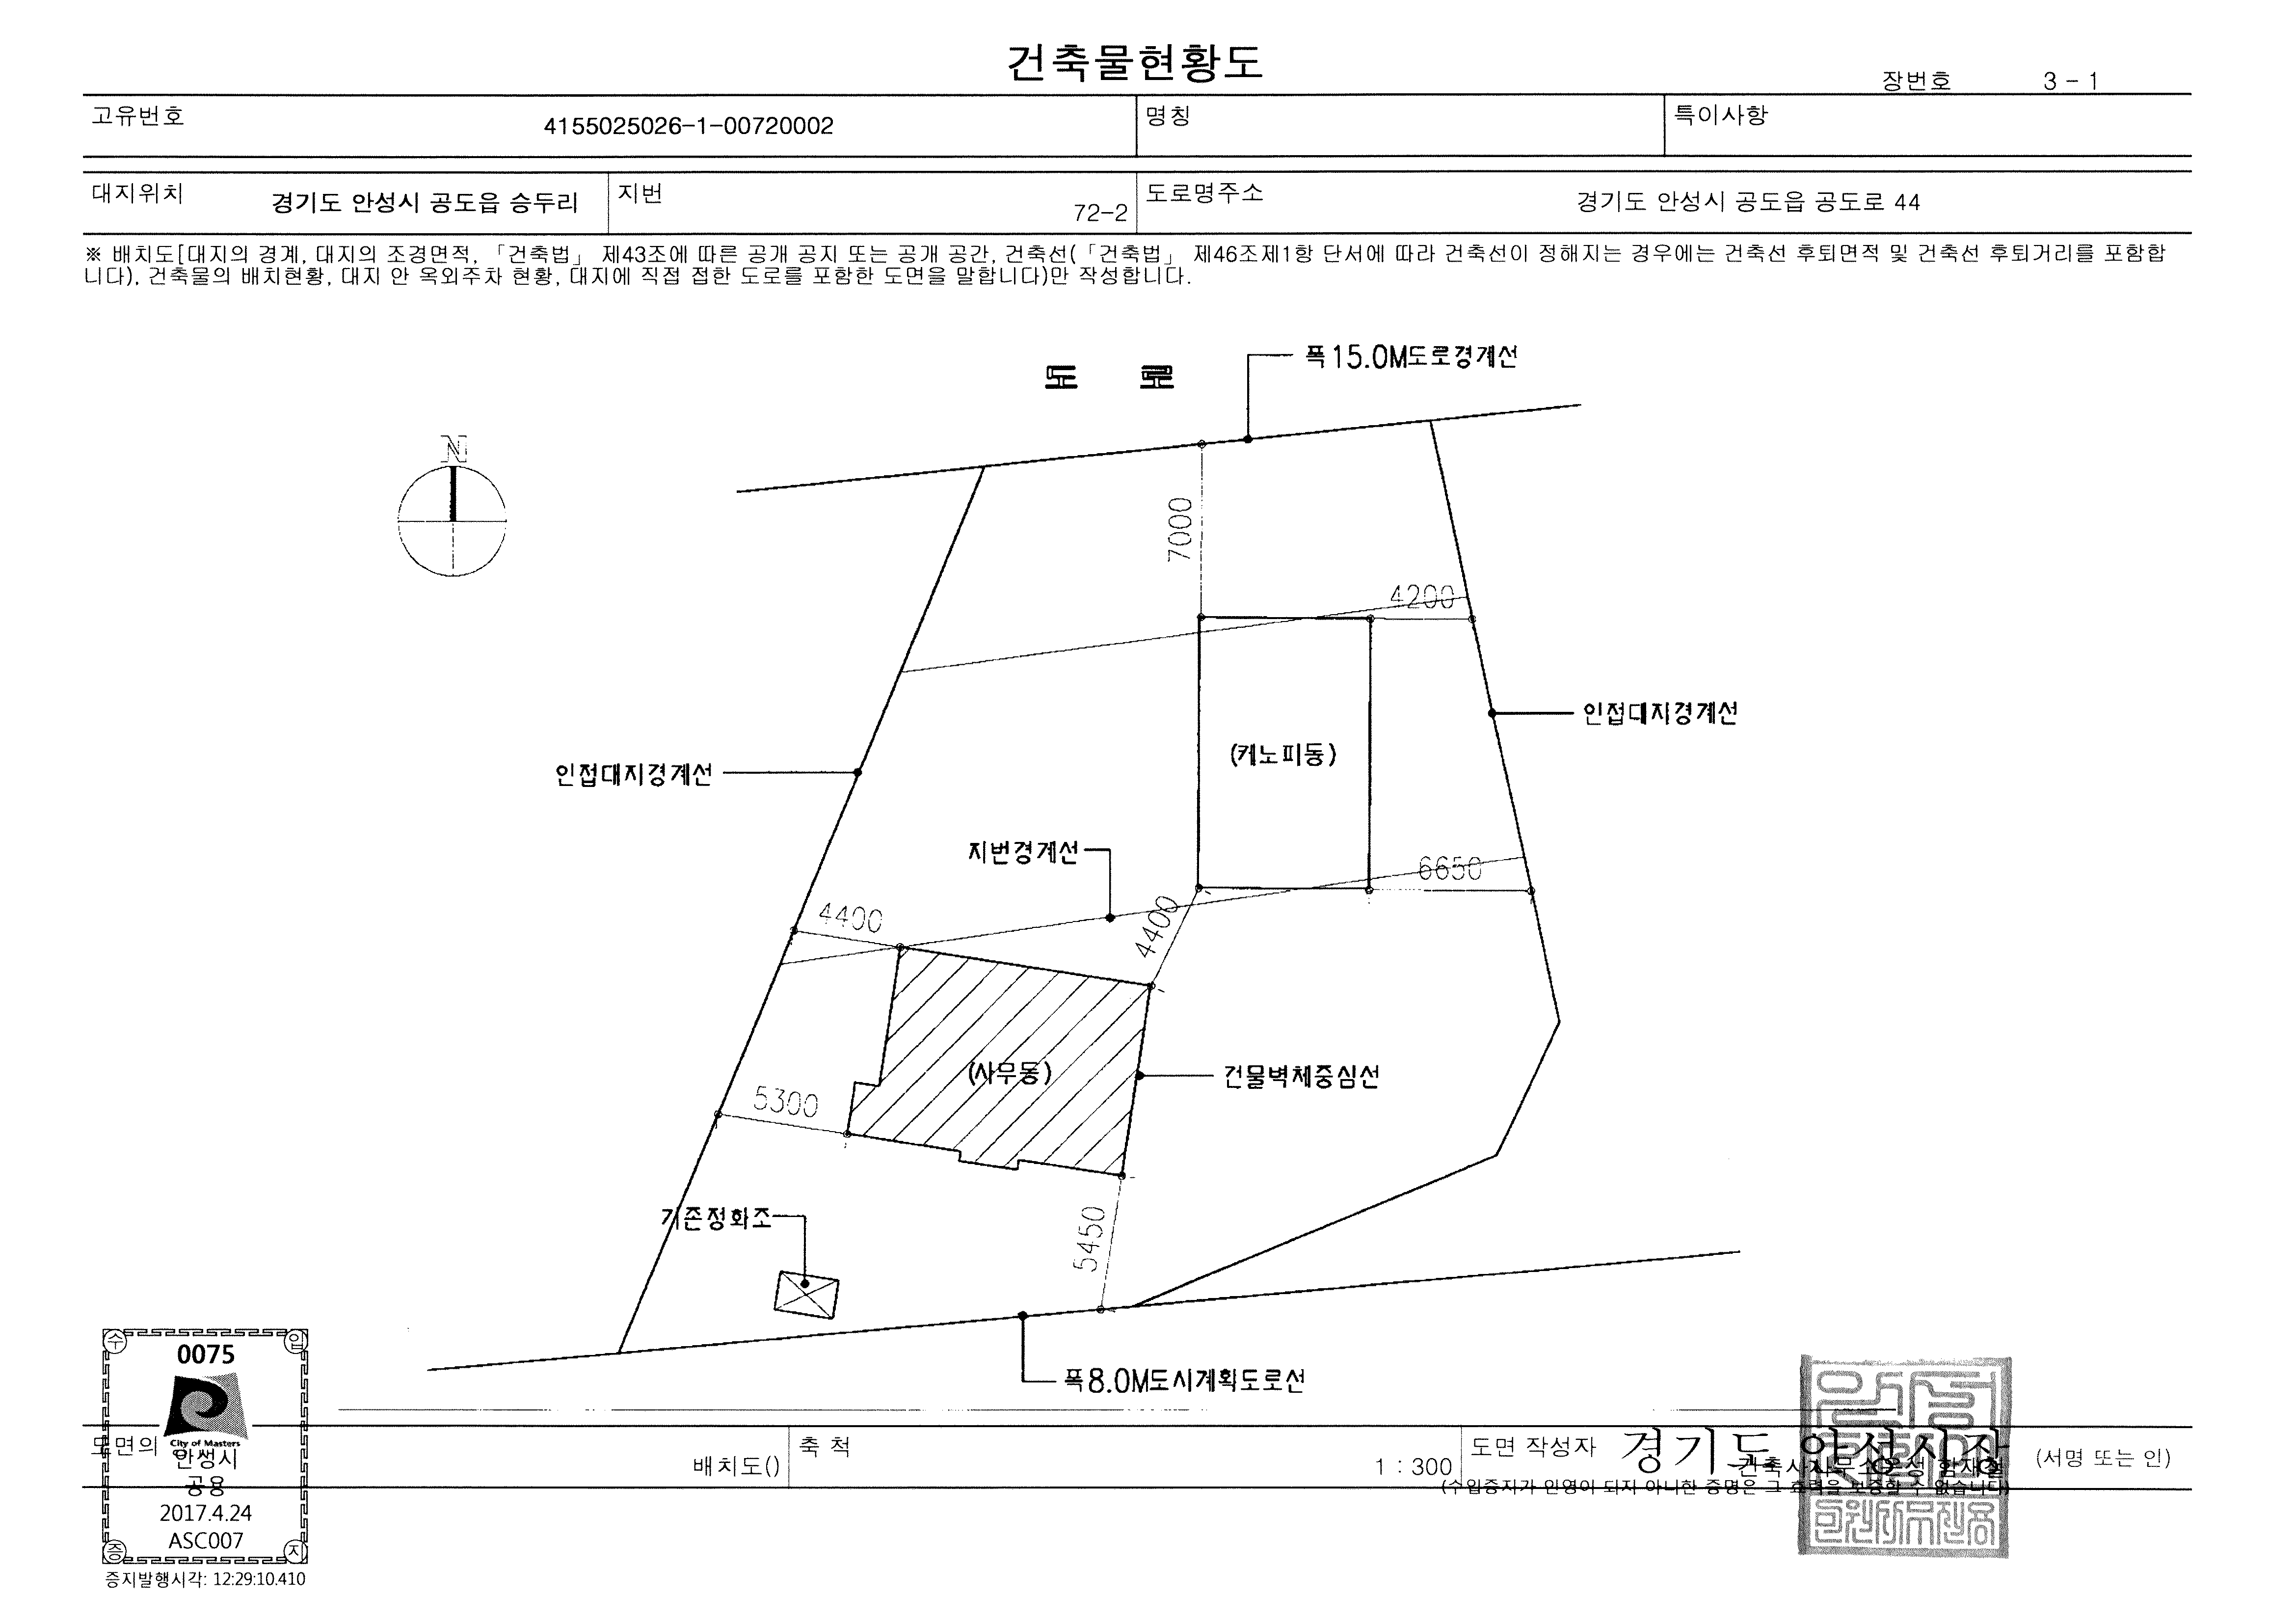 건축물현황도
장번호 3-1
고유번호 4155025026-1-00720002 명칭 특이사항
대지위치 경기도 안성시 공도읍 승두리 지번 72-2 도로명주소 경기도 안성시 공도읍 공도로 44
※ 배치도[대지의 경계, 대지의 조경면적, 「건축법」 제43조에 따른 공개 공지 또는 공개 공간, 건축선(「건축법」 제46조제1항 단서에 따라 건축선이 정해지는 경우에는 건축선 후퇴면적 및 건축선 후퇴거리를 포함합
니다), 건축물의 배치현황, 대지 안 옥외주차 현황, 대지에 직접 접한 도로를 포함한 도면을 말합니다)만 작성합니다.
폭15.0M도로경계선
도 로
N
7000
4200
인접대지경계선
(케노피동)
인접대지경계선
지번경계선
6650
4400
4400
(사무동)
건물벽체중심선
5300
기존정화조
5450
폭8.0M도시계획도로선
수 입
0075
City of Masters
안성시
공용
2017.4.24
ASC007
증 지
증지발행시각: 12:29:10.410
도면의 배치도() 축 척 1 : 300 도면 작성자 경기도 안성시장 (서명 또는 인)
(수입증지가 인영이 되지 아니한 증명은 그 효력을 보증할 수 없습니다)